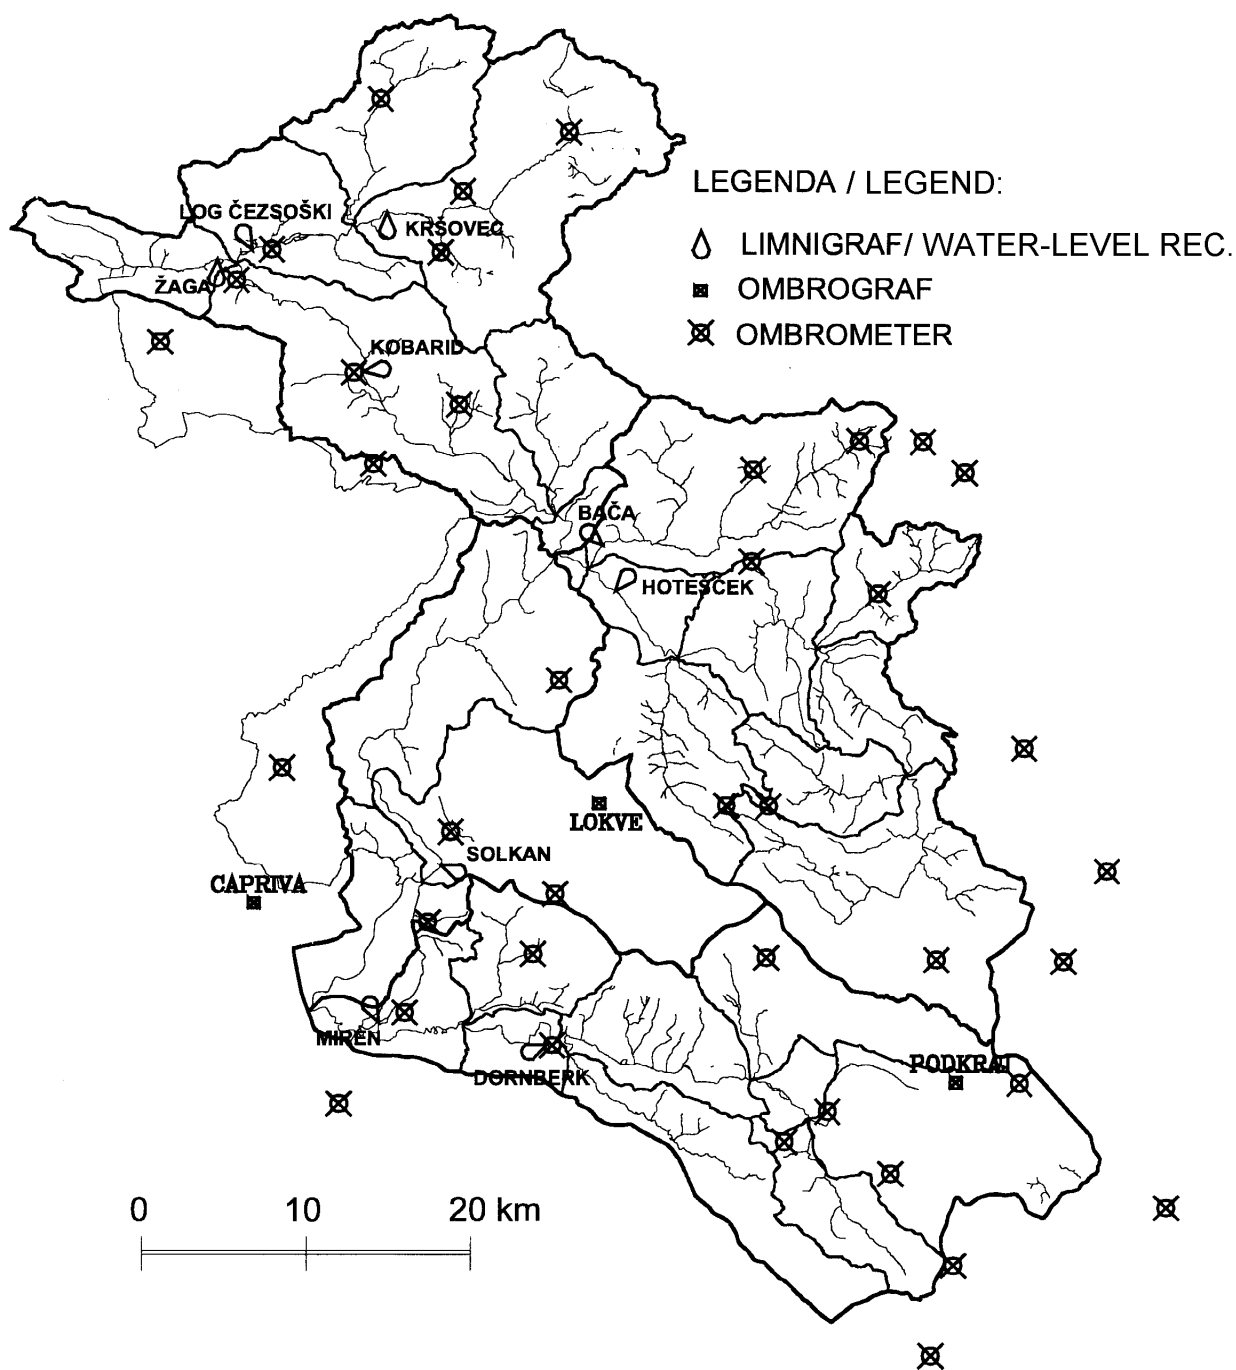 LEGENDA / LEGEND:
LOG ČEZSOŠKI
KRŠOVEC
LIMNIGRAF/ WATER-LEVEL REC.
ŽAGA
OMBROGRAF
OMBROMETER
KOBARID
BAČA
HOTEŠČEK
LOKVE
SOLKAN
CAPRIVA
MIREN
PODKRAJ
DORNBERK
0 10 20 km